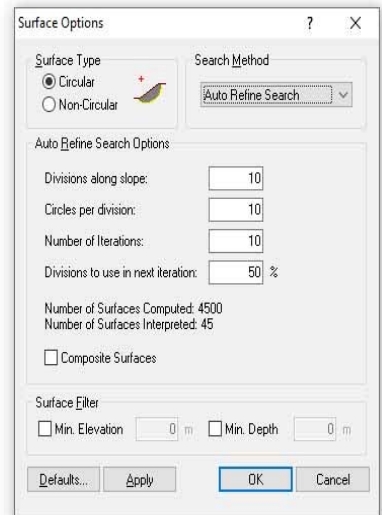 Surface Options ? X
Surface Type
Circular
Non-Circular
Search Method
Auto Refine Search
Auto Refine Search Options
Divisions along slope: 10
Circles per division: 10
Number of Iterations: 10
Divisions to use in next iteration: 50 %
Number of Surfaces Computed: 4500
Number of Surfaces Interpreted: 45
Composite Surfaces
Surface Filter
Min. Elevation 0 m Min. Depth 0 m
Defaults... Apply OK Cancel